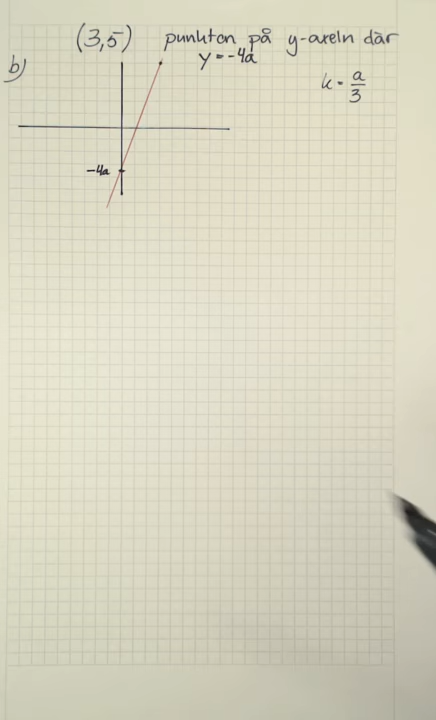 (3,5) punkten på y-axeln där
y = -4a
b)
k = a/3
-4a